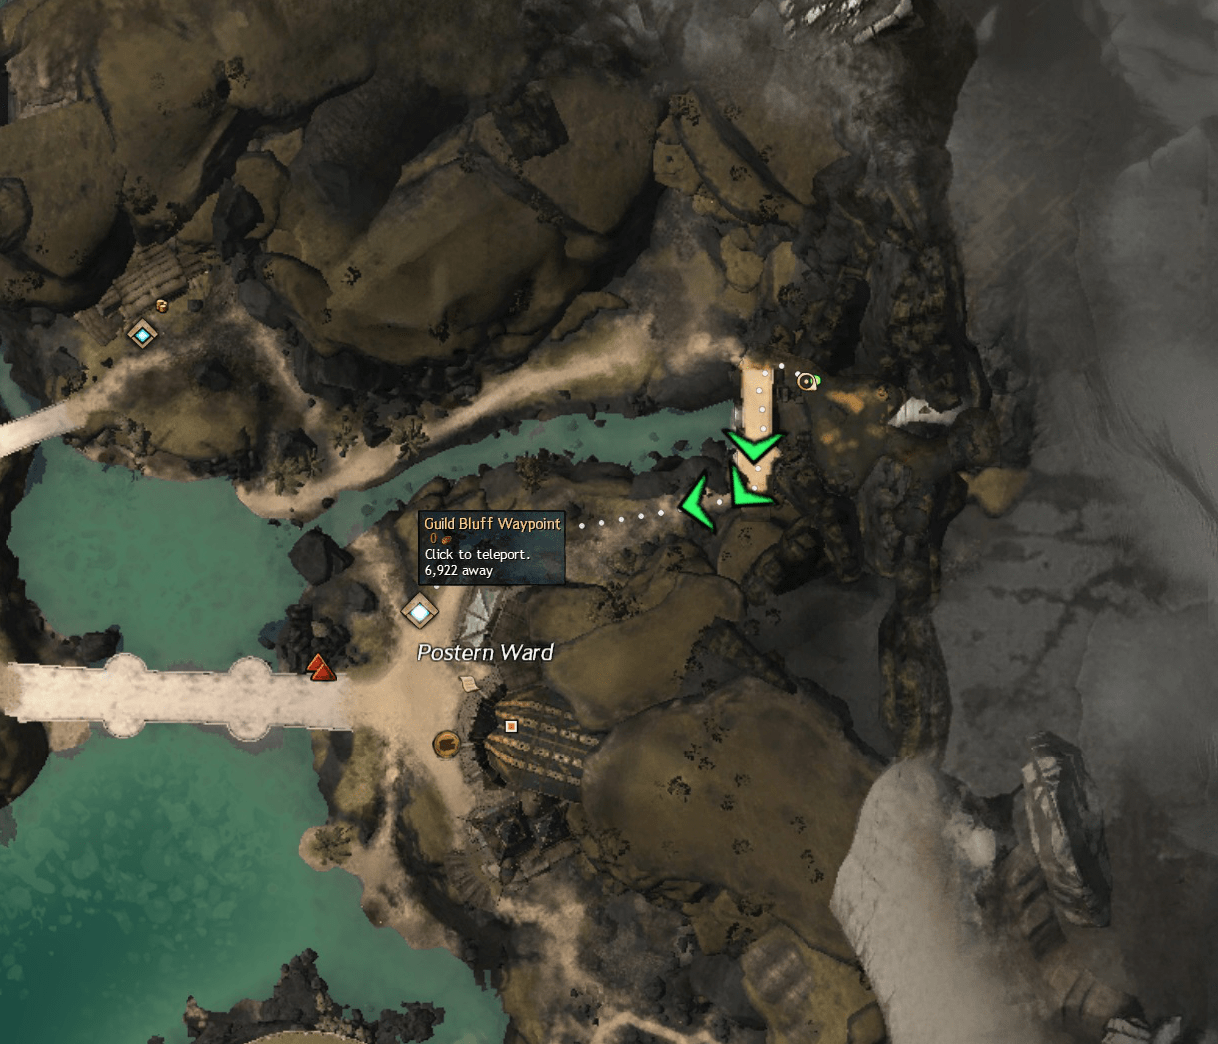 Guild Bluff Waypoint
0
Click to teleport.
6,922 away
Postern Ward